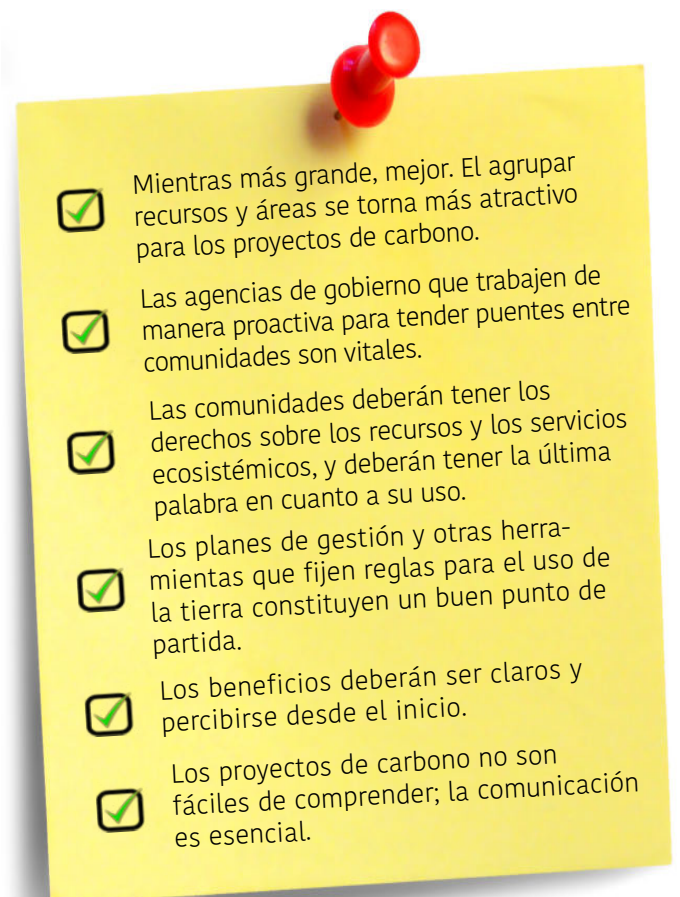 Mientras más grande, mejor. El agrupar
recursos y áreas se torna más atractivo
para los proyectos de carbono.
Las agencias de gobierno que trabajen de
manera proactiva para tender puentes entre
comunidades son vitales.
Las comunidades deberán tener los
derechos sobre los recursos y los servicios
ecosistémicos, y deberán tener la última
palabra en cuanto a su uso.
Los planes de gestión y otras herra-
mientas que fijen reglas para el uso de
la tierra constituyen un buen punto de
partida.
Los beneficios deberán ser claros y
percibirse desde el inicio.
Los proyectos de carbono no son
fáciles de comprender; la comunicación
es esencial.